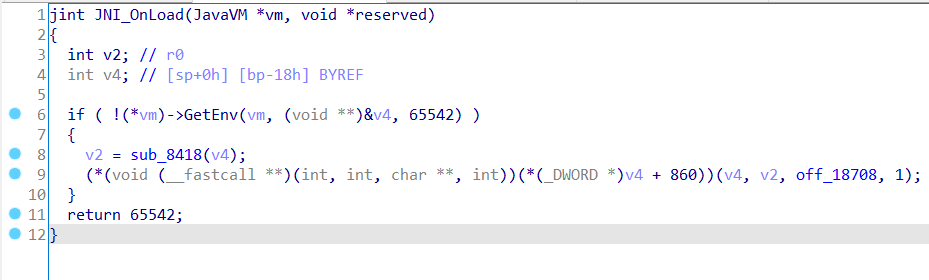 1 jint JNI_OnLoad(JavaVM *vm, void *reserved)
2 {
3 int v2; // r0
4 int v4; // [sp+0h] [bp-18h] BYREF
5
6 if ( !(*vm)->GetEnv(vm, (void **)&v4, 65542) )
7 {
8 v2 = sub_8418(v4);
9 (*(void (__fastcall **)(int, int, char **, int))(*(_DWORD *)v4 + 860))(v4, v2, off_18708, 1);
10 }
11 return 65542;
12 }